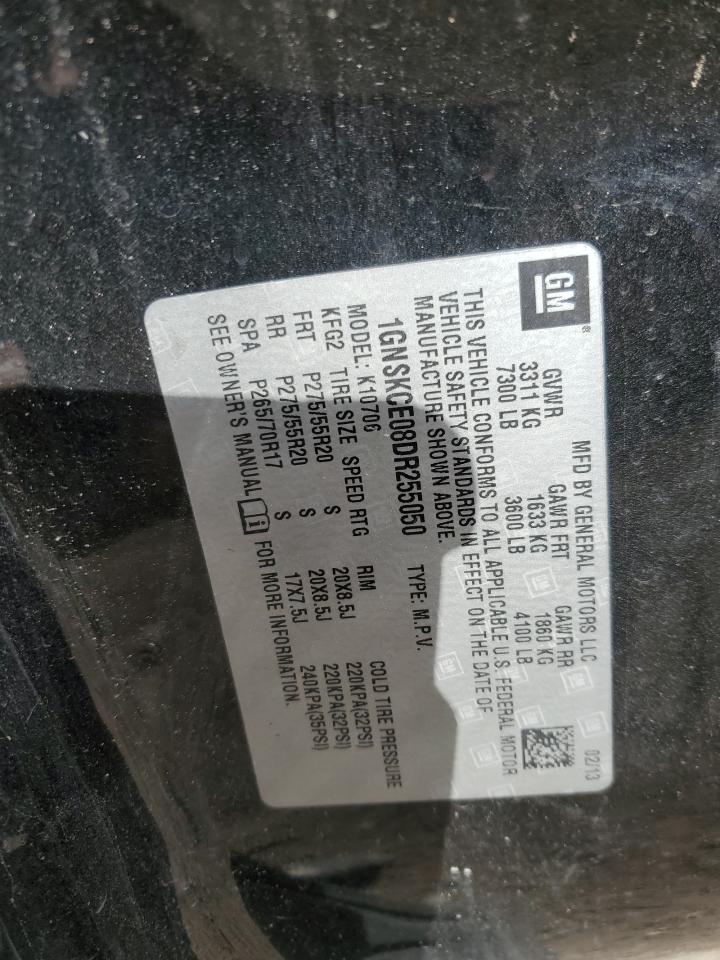 GM®
MFD BY GENERAL MOTORS LLC 02/13
GVWR GAWR FRT GAWR RR
3311 KG 1633 KG 1860 KG
7300 LB 3600 LB 4100 LB
THIS VEHICLE CONFORMS TO ALL APPLICABLE U.S. FEDERAL MOTOR
VEHICLE SAFETY STANDARDS IN EFFECT ON THE DATE OF
MANUFACTURE SHOWN ABOVE.
1GNSKCE08DR255050 TYPE: M.P.V.
MODEL: K10706
KFG2 TIRE SIZE SPEED RTG RIM COLD TIRE PRESSURE
FRT P275/55R20 S 20X8.5J 220KPA(32PSI)
RR P275/55R20 S 20X8.5J 220KPA(32PSI)
SPA P265/70R17 S 17X7.5J 240KPA(35PSI)
SEE OWNER'S MANUAL i FOR MORE INFORMATION.